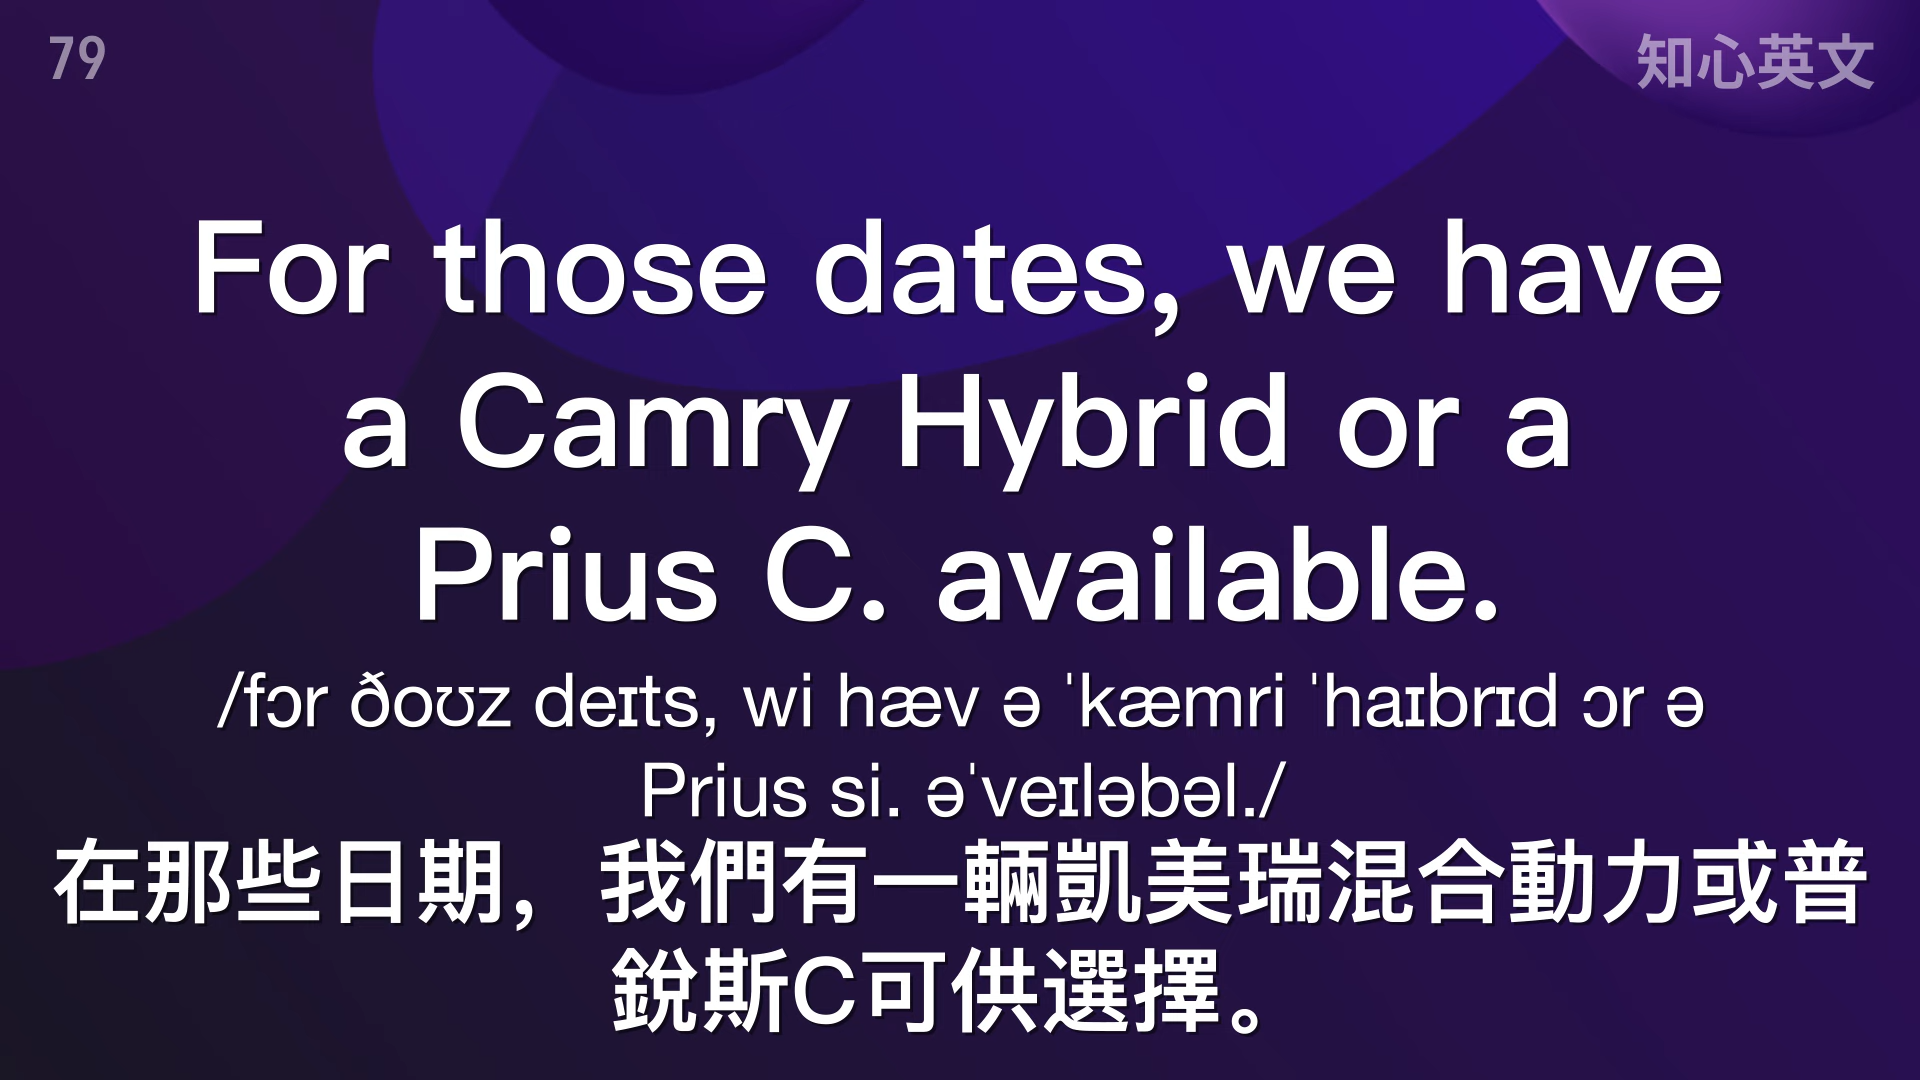 79
知心英文
For those dates, we have
a Camry Hybrid or a
Prius C. available.
/fɔr ðoʊz deɪts, wi hæv ə ˈkæmri ˈhaɪbrɪd ɔr ə
Prius si. əˈveɪləbəl./
在那些日期，我們有一輛凱美瑞混合動力或普
銳斯C可供選擇。